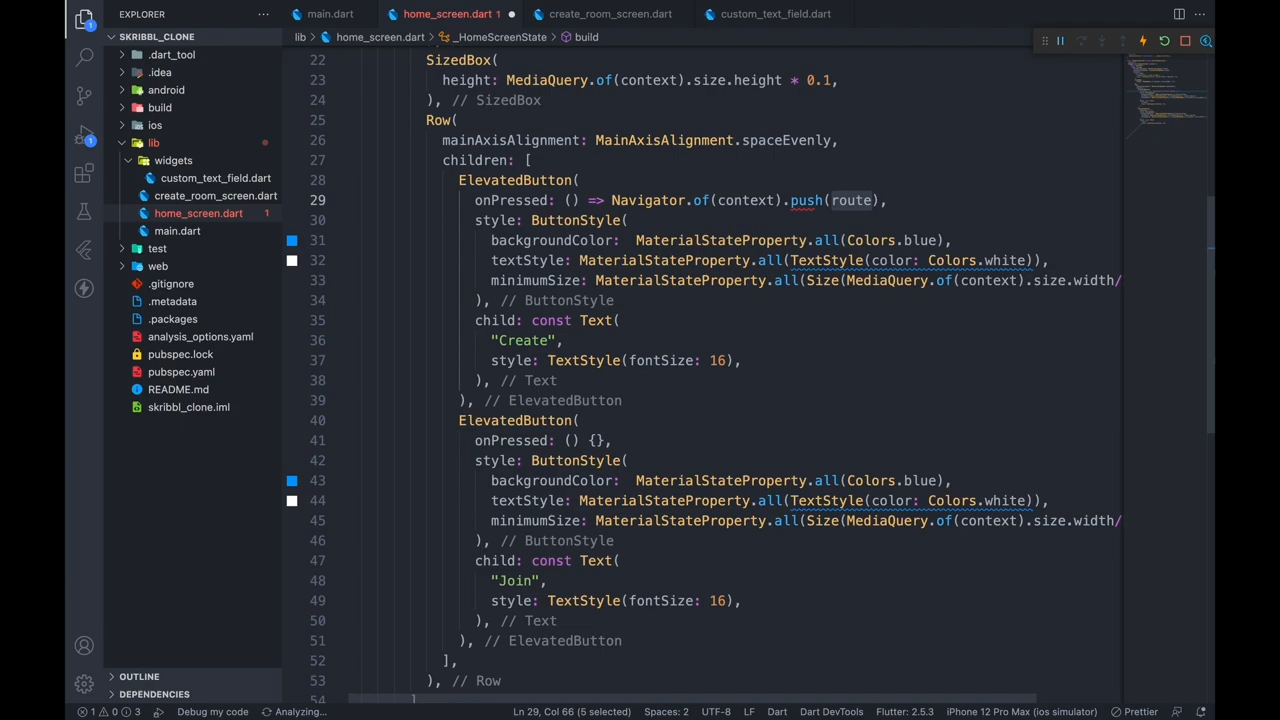 EXPLORER
main.dart
home_screen.dart 1
create_room_screen.dart
custom_text_field.dart
lib > home_screen.dart > _HomeScreenState > build
SKRIBBL_CLONE
.dart_tool
.idea
android
build
ios
lib
widgets
custom_text_field.dart
create_room_screen.dart
home_screen.dart 1
main.dart
test
web
.gitignore
.metadata
.packages
analysis_options.yaml
pubspec.lock
pubspec.yaml
README.md
skribbl_clone.iml
OUTLINE
DEPENDENCIES
1
1
22 SizedBox(
23 height: MediaQuery.of(context).size.height * 0.1,
24 ), // SizedBox
25 Row(
26 mainAxisAlignment: MainAxisAlignment.spaceEvenly,
27 children: [
28 ElevatedButton(
29 onPressed: () => Navigator.of(context).push(route),
30 style: ButtonStyle(
31 backgroundColor:  MaterialStateProperty.all(Colors.blue),
32 textStyle: MaterialStateProperty.all(TextStyle(color: Colors.white)),
33 minimumSize: MaterialStateProperty.all(Size(MediaQuery.of(context).size.width/
34 ), // ButtonStyle
35 child: const Text(
36 "Create",
37 style: TextStyle(fontSize: 16),
38 ), // Text
39 ), // ElevatedButton
40 ElevatedButton(
41 onPressed: () {},
42 style: ButtonStyle(
43 backgroundColor:  MaterialStateProperty.all(Colors.blue),
44 textStyle: MaterialStateProperty.all(TextStyle(color: Colors.white)),
45 minimumSize: MaterialStateProperty.all(Size(MediaQuery.of(context).size.width/
46 ), // ButtonStyle
47 child: const Text(
48 "Join",
49 style: TextStyle(fontSize: 16),
50 ), // Text
51 ), // ElevatedButton
52 ],
53 ), // Row
54 ]
1 0 3 Debug my code Analyzing... Ln 29, Col 66 (5 selected) Spaces: 2 UTF-8 LF Dart Dart DevTools Flutter: 2.5.3 iPhone 12 Pro Max (ios simulator) Prettier